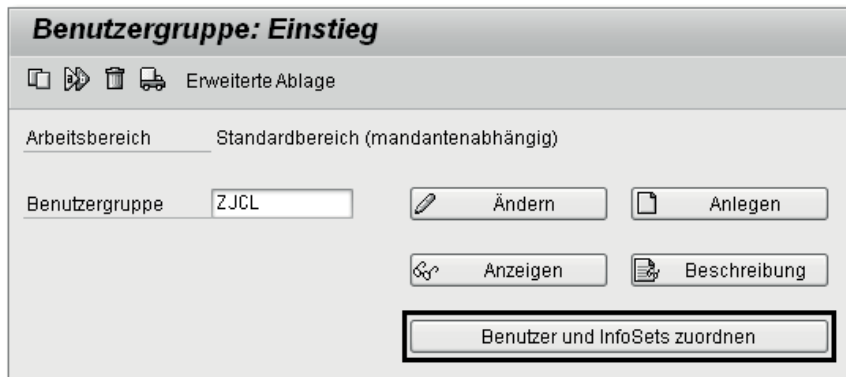 Benutzergruppe: Einstieg
Erweiterte Ablage
Arbeitsbereich Standardbereich (mandantenabhängig)
Benutzergruppe ZJCL Ändern Anlegen
Anzeigen Beschreibung
Benutzer und InfoSets zuordnen